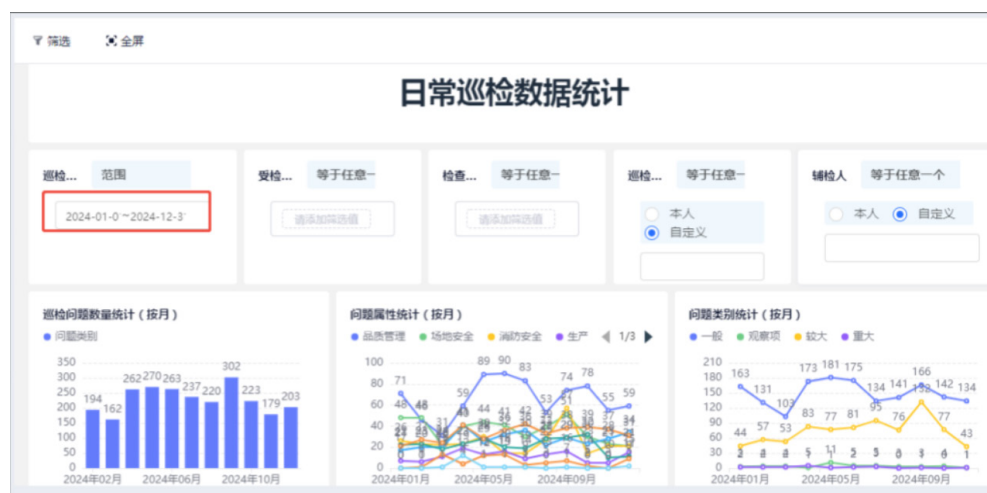 筛选 全屏
日常巡检数据统计
巡检... 范围
受检... 等于任意一
检查... 等于任意一
巡检... 等于任意一
辅检人 等于任意一个
2024-01-0 ~2024-12-3
请添加筛选值
请添加筛选值
本人
自定义
本人 自定义
巡检问题数量统计(按月)
问题类别
350
300
250
200
150
100
50
0
194 162 262 270 263 237 220 302 223 179 203
2024年02月 2024年06月 2024年10月
问题属性统计(按月)
品质管理 场地安全 消防安全 生产 1/3
100
80
60
40
20
0
71 59 89 90 83 53 74 78 55 59
48 48 44 41 42
2024年01月 2024年05月 2024年09月
问题类别统计(按月)
一般 观察项 较大 重大
210
180
150
120
90
60
30
0
163 131 103 173 181 175 134 141 166 142 134
44 57 53 83 77 81 95 76 132 77 43
2024年01月 2024年05月 2024年09月